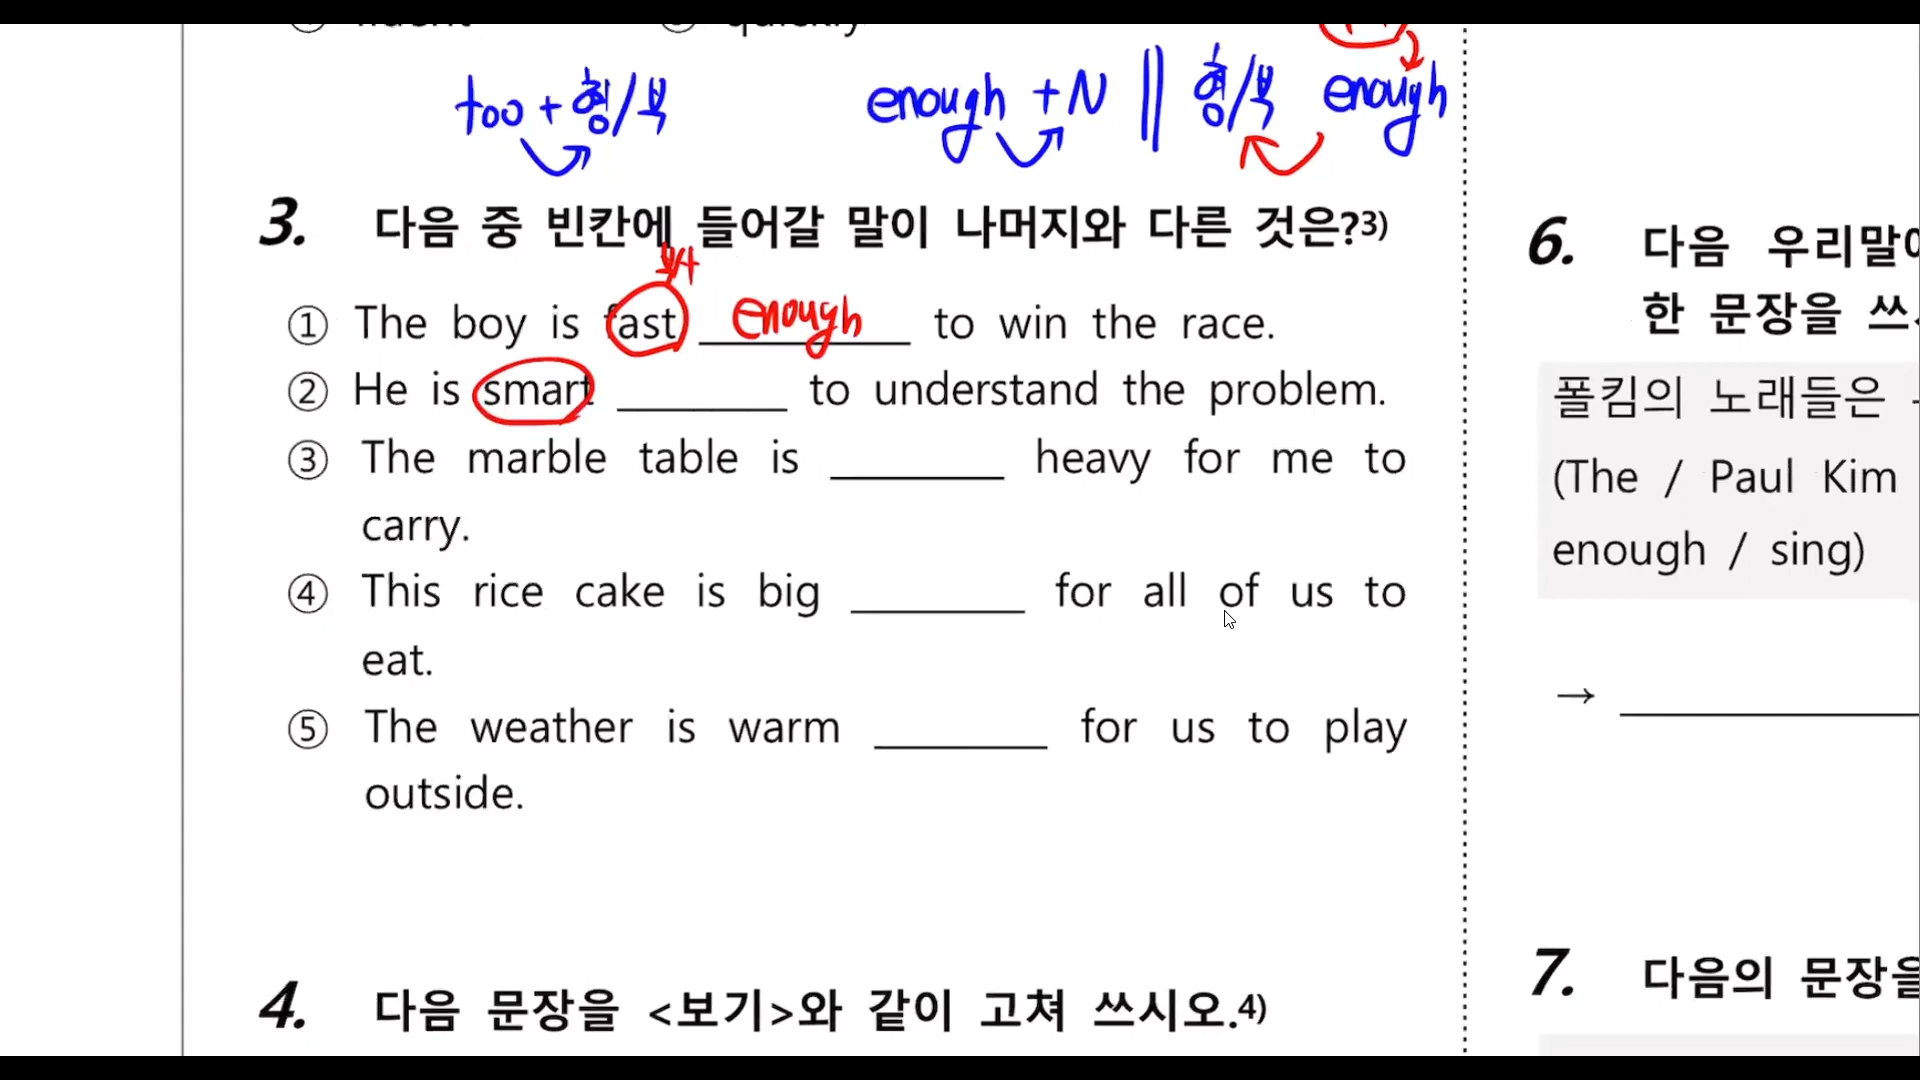 quickly
too + 형/부
enough + N || 형/부 enough
3. 다음 중 빈칸에 들어갈 말이 나머지와 다른 것은?3)
① The boy is fast enough to win the race.
② He is smart ________ to understand the problem.
③ The marble table is ________ heavy for me to
carry.
④ This rice cake is big ________ for all of us to
eat.
⑤ The weather is warm ________ for us to play
outside.
4. 다음 문장을 <보기>와 같이 고쳐 쓰시오.4)
6. 다음 우리말에
한 문장을 쓰시
폴킴의 노래들은
(The / Paul Kim
enough / sing)
→ ________
7. 다음의 문장을